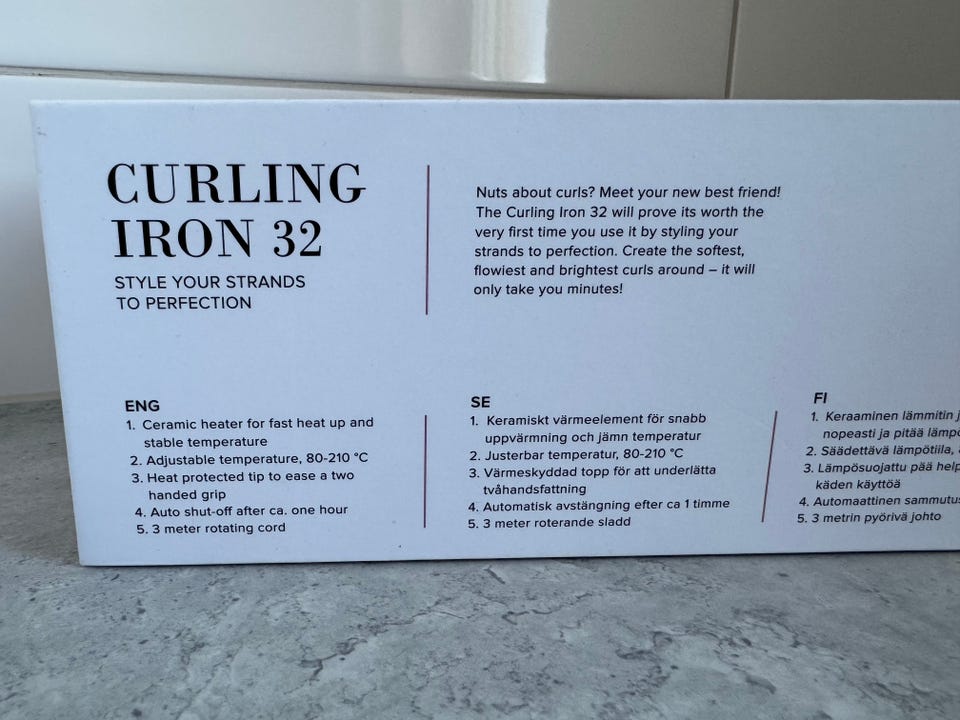 CURLING
IRON 32
STYLE YOUR STRANDS
TO PERFECTION
Nuts about curls? Meet your new best friend!
The Curling Iron 32 will prove its worth the
very first time you use it by styling your
strands to perfection. Create the softest,
flowiest and brightest curls around – it will
only take you minutes!
ENG
1. Ceramic heater for fast heat up and
stable temperature
2. Adjustable temperature, 80-210 °C
3. Heat protected tip to ease a two
handed grip
4. Auto shut-off after ca. one hour
5. 3 meter rotating cord
SE
1. Keramiskt värmeelement för snabb
uppvärmning och jämn temperatur
2. Justerbar temperatur, 80-210 °C
3. Värmeskyddad topp för att underlätta
tvåhandsfattning
4. Automatisk avstängning efter ca 1 timme
5. 3 meter roterande sladd
FI
1. Keraaminen lämmitin
nopeasti ja pitää
2. Säädettävä lämpötila,
3. Lämpösuojattu pää
käden käyttöä
4. Automaattinen
5. 3 metrin pyörivä johto